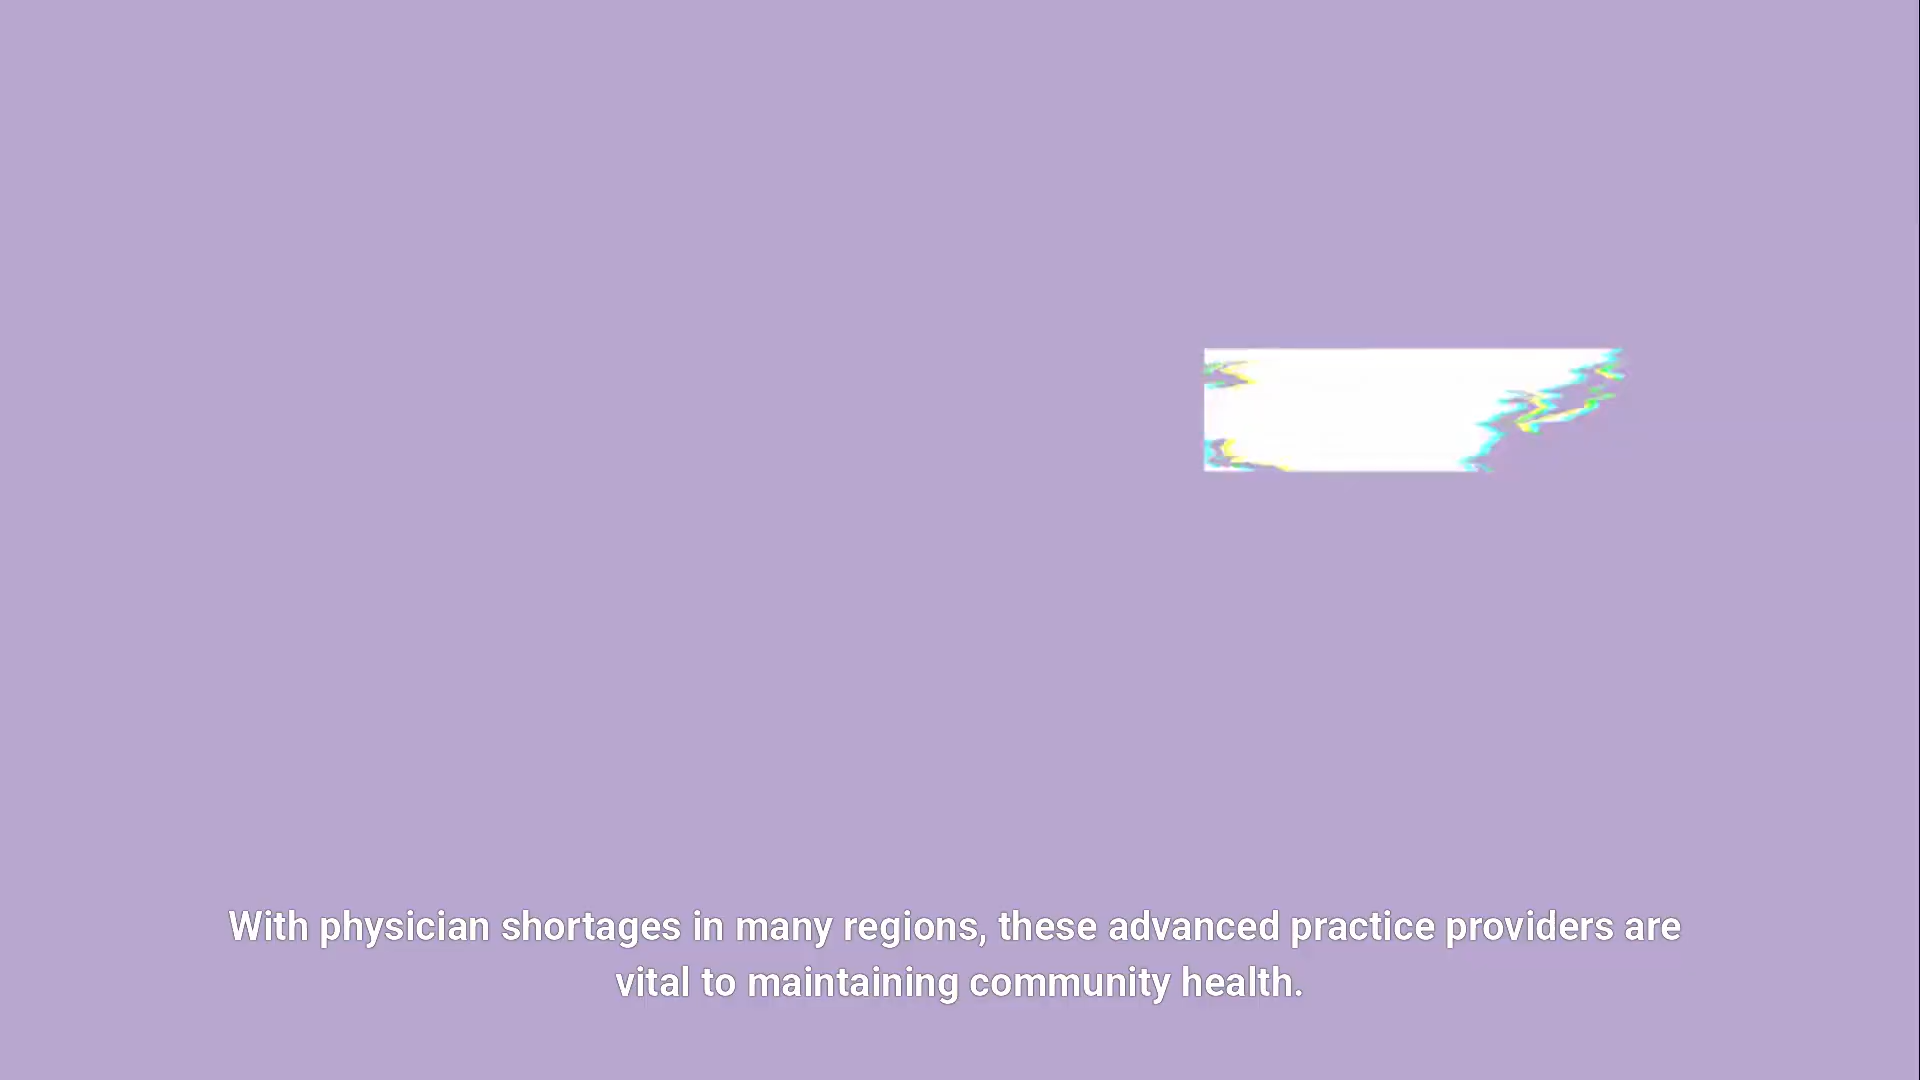 With physician shortages in many regions, these advanced practice providers are
vital to maintaining community health.